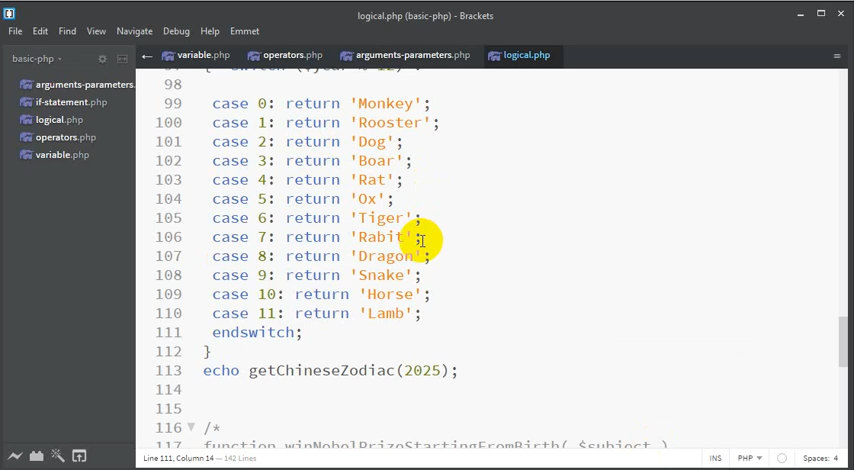 logical.php (basic-php) - Brackets
File Edit Find View Navigate Debug Help Emmet
basic-php
variable.php operators.php arguments-parameters.php logical.php
arguments-parameters.
if-statement.php
logical.php
operators.php
variable.php
98
99 case 0: return 'Monkey';
100 case 1: return 'Rooster';
101 case 2: return 'Dog';
102 case 3: return 'Boar';
103 case 4: return 'Rat';
104 case 5: return 'Ox';
105 case 6: return 'Tiger';
106 case 7: return 'Rabit';
107 case 8: return 'Dragon';
108 case 9: return 'Snake';
109 case 10: return 'Horse';
110 case 11: return 'Lamb';
111 endswitch;
112 }
113 echo getChineseZodiac(2025);
114
115
116 /*
117 function winNobelPrizeStartingFromBirth( $subject )
Line 111, Column 14 — 142 Lines INS PHP Spaces: 4